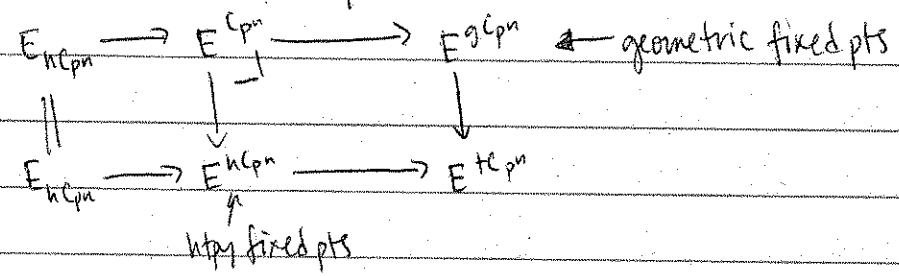 E_{hC_{p^n}} → E^{C_{p^n}} → E^{gC_{p^n}} ← geometric fixed pts
E_{hC_{p^n}} → E^{hC_{p^n}} → E^{tC_{p^n}}
htpy fixed pts